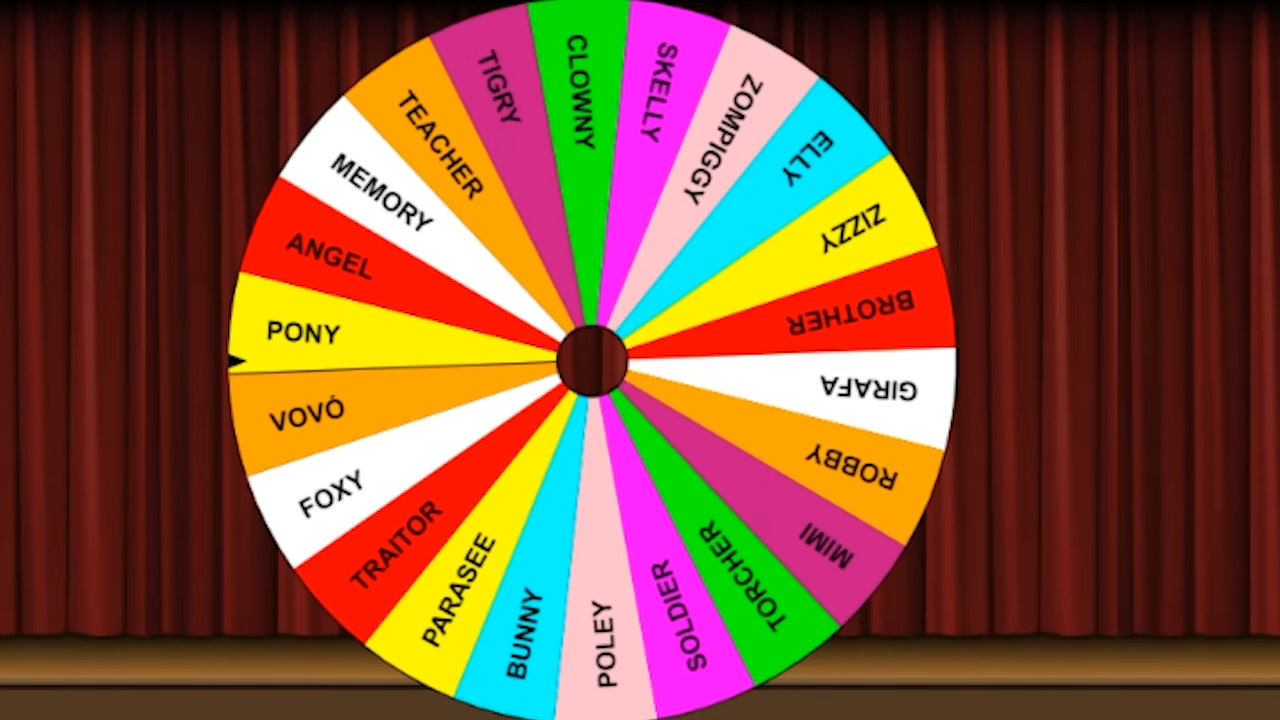 CLOWNY
SKELLY
ZOMPIGGY
ELLY
ZIZZY
BROTHER
GIRAFA
ROBBY
MIMI
TORCHER
SOLDIER
POLEY
BUNNY
PARASEE
TRAITOR
FOXY
VOVÓ
PONY
ANGEL
MEMORY
TEACHER
TIGRY